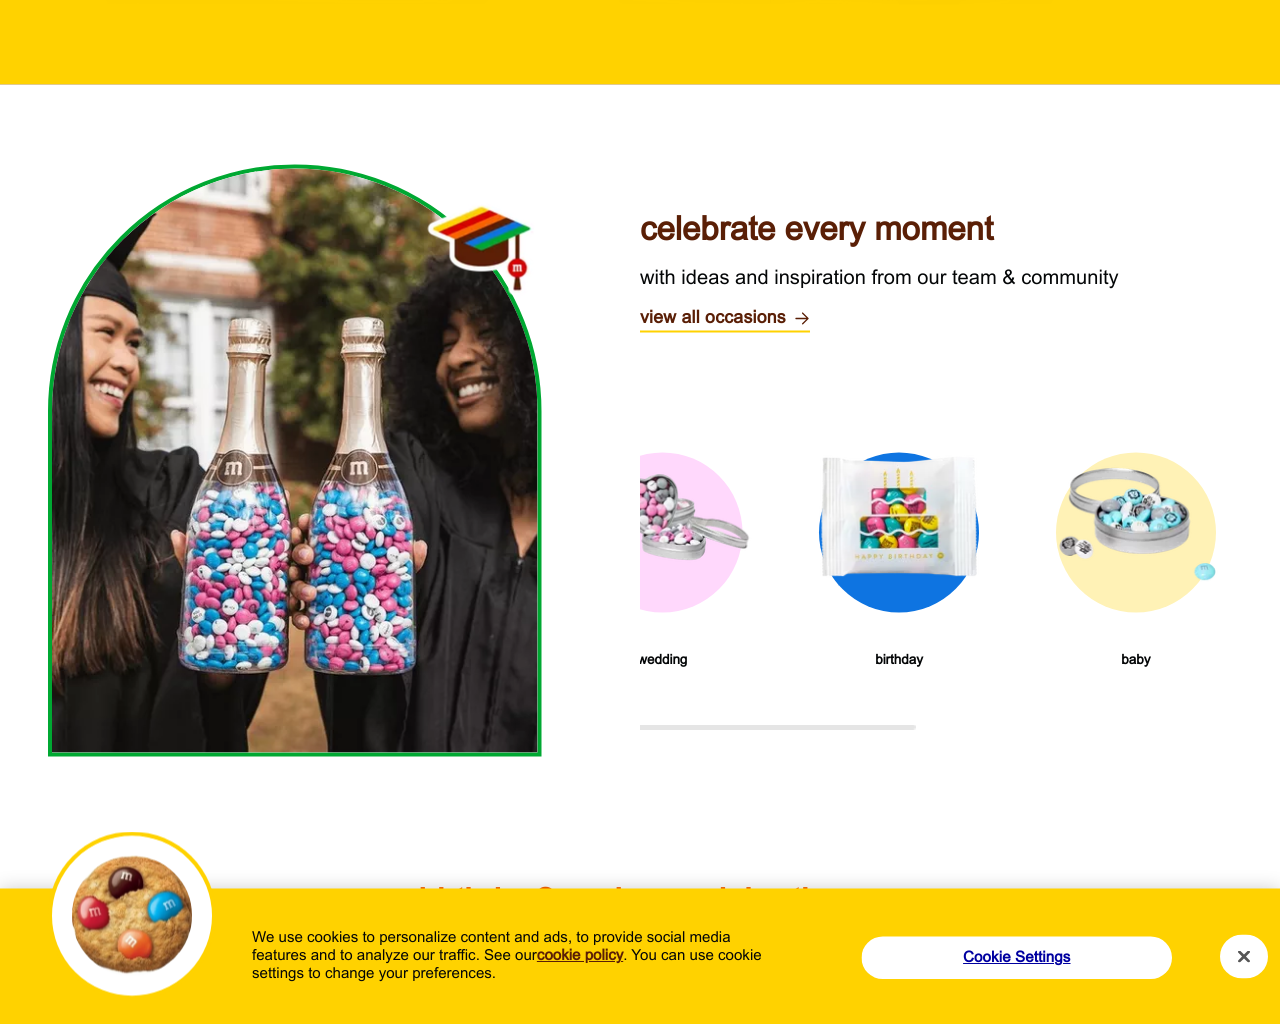 celebrate every moment
with ideas and inspiration from our team & community
view all occasions
m
m
m
HAPPY BIRTHDAY
wedding
birthday
baby
We use cookies to personalize content and ads, to provide social media
features and to analyze our traffic. See ourcookie policy. You can use cookie
settings to change your preferences.
Cookie Settings
m
m
m
m